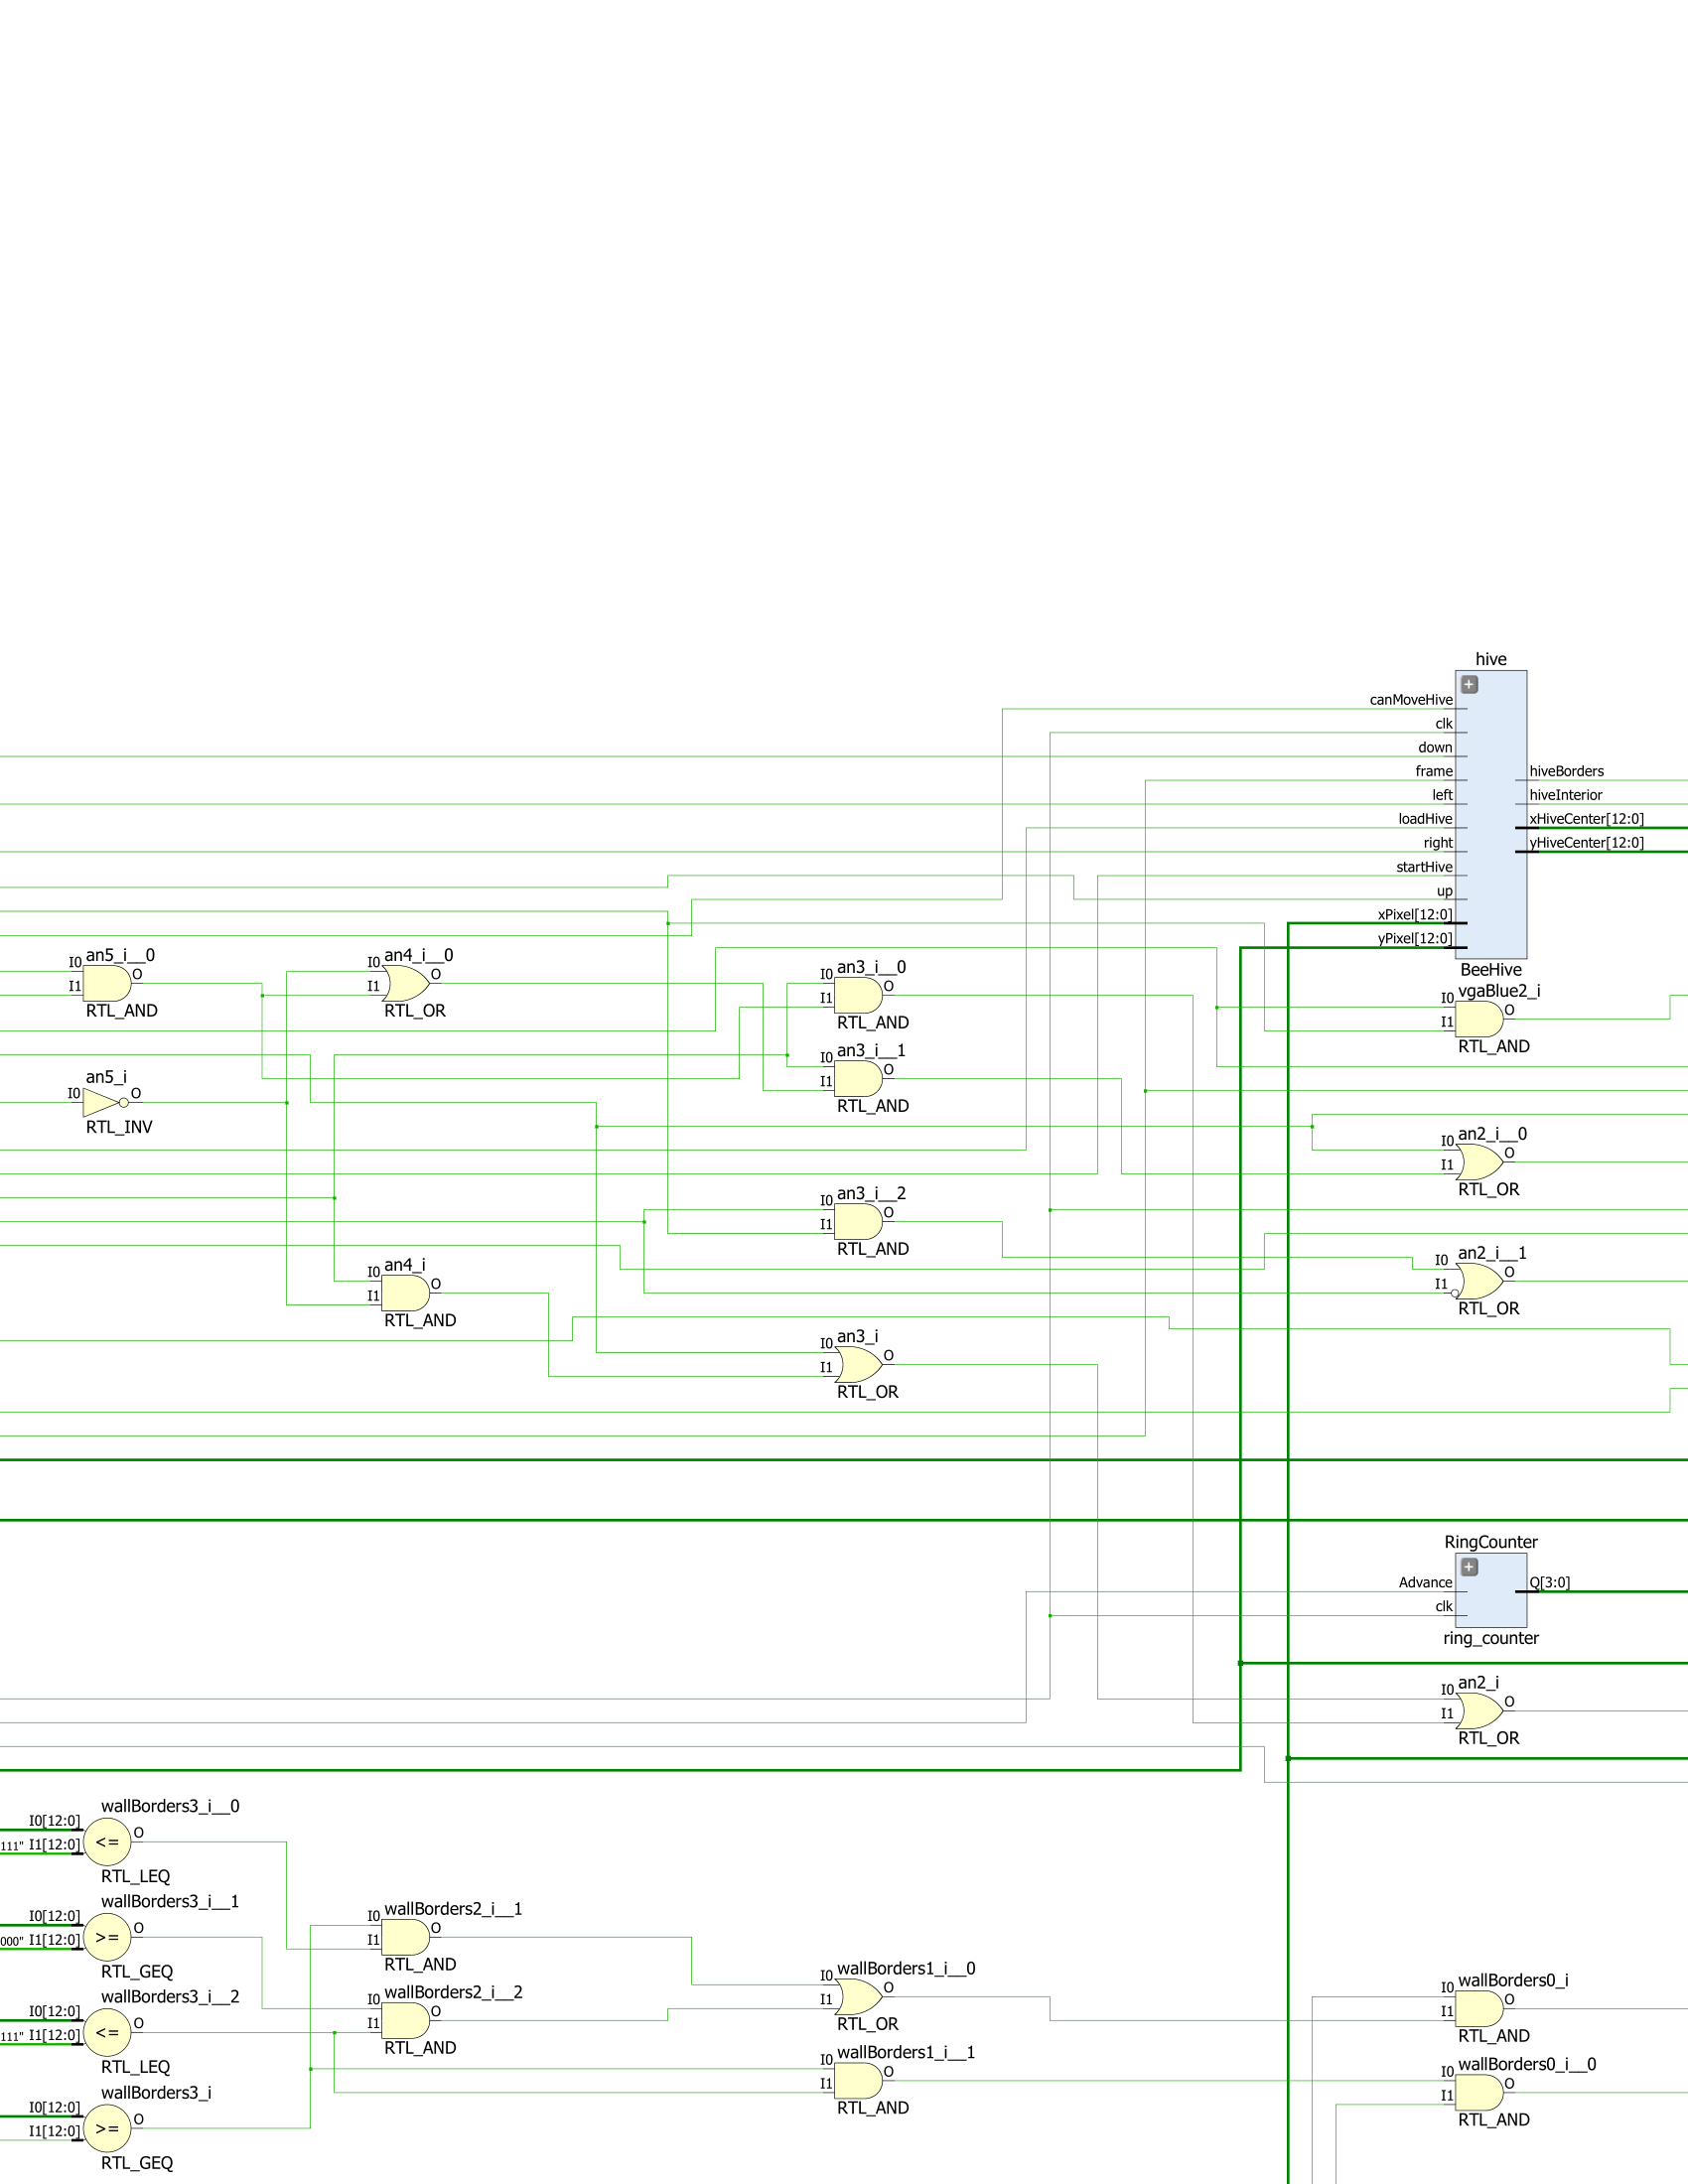 hive
canMoveHive
clk
down
frame
left
loadHive
right
startHive
up
xPixel[12:0]
yPixel[12:0]
hiveBorders
hiveInterior
xHiveCenter[12:0]
yHiveCenter[12:0]
BeeHive
an5_i__0
I0
I1
O
RTL_AND
an4_i__0
I0
I1
O
RTL_OR
an3_i__0
I0
I1
O
RTL_AND
vgaBlue2_i
I0
I1
O
RTL_AND
an3_i__1
I0
I1
O
RTL_AND
an5_i
I0
O
RTL_INV
an2_i__0
I0
I1
O
RTL_OR
an3_i__2
I0
I1
O
RTL_AND
an2_i__1
I0
I1
O
RTL_OR
an4_i
I0
I1
O
RTL_AND
an3_i
I0
I1
O
RTL_OR
RingCounter
Advance
clk
Q[3:0]
ring_counter
an2_i
I0
I1
O
RTL_OR
wallBorders3_i__0
I0[12:0]
111" I1[12:0]
<=
O
RTL_LEQ
wallBorders3_i__1
I0[12:0]
000" I1[12:0]
>=
O
RTL_GEQ
wallBorders2_i__1
I0
I1
O
RTL_AND
wallBorders3_i__2
I0[12:0]
111" I1[12:0]
<=
O
RTL_LEQ
wallBorders2_i__2
I0
I1
O
RTL_AND
wallBorders1_i__0
I0
I1
O
RTL_OR
wallBorders0_i
I0
I1
O
RTL_AND
wallBorders1_i__1
I0
I1
O
RTL_AND
wallBorders0_i__0
I0
I1
O
RTL_AND
wallBorders3_i
I0[12:0]
I1[12:0]
>=
O
RTL_GEQ